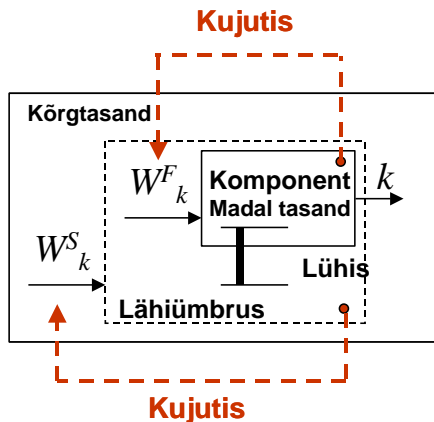 Kujutis
Kõrgtasand
W^F_k
Komponent
Madal tasand
k
W^S_k
Lühis
Lähiümbrus
Kujutis